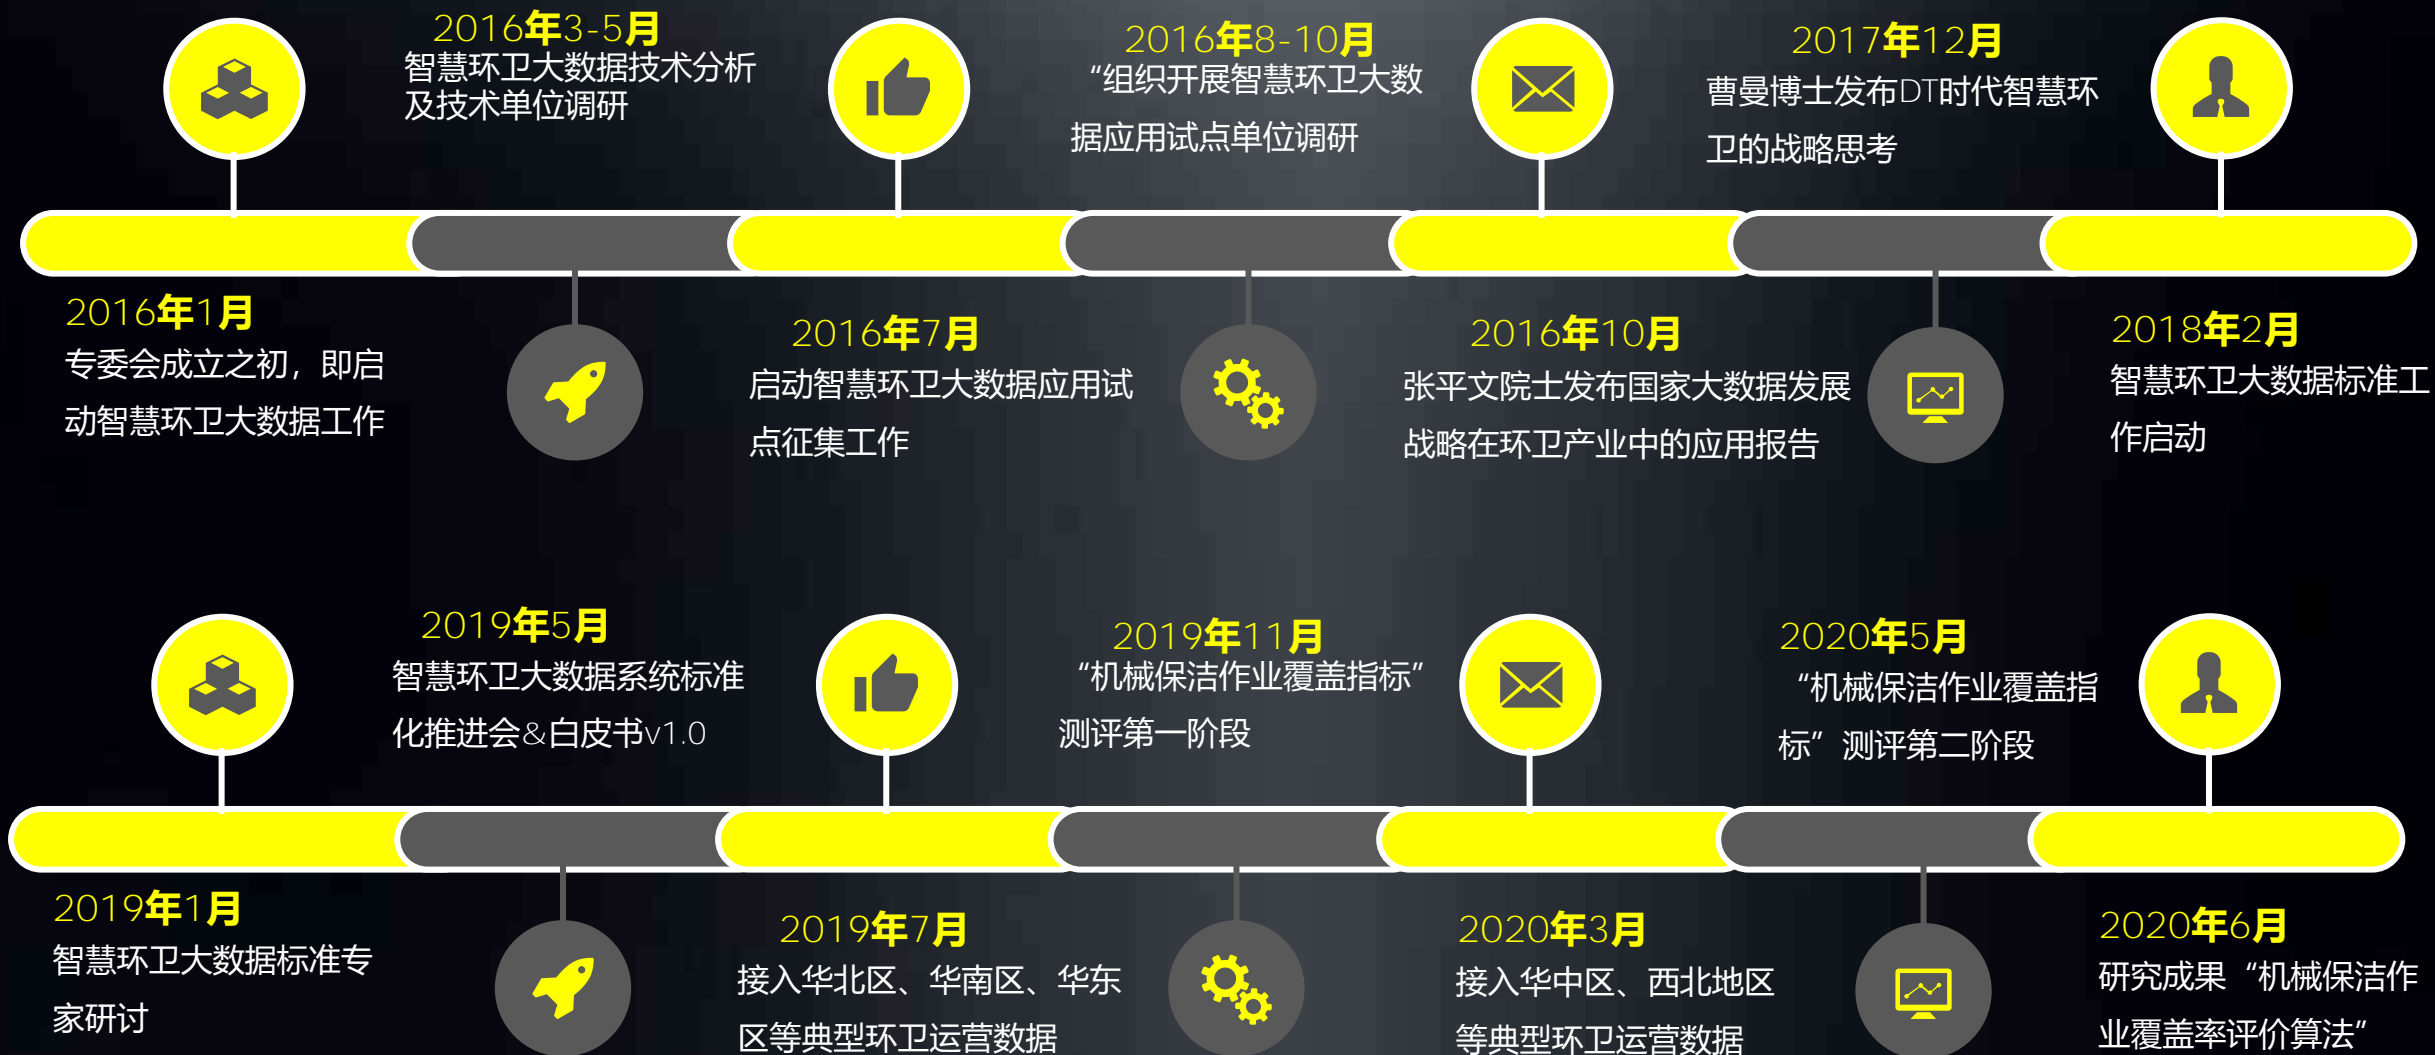 2016年1月
专委会成立之初，即启
动智慧环卫大数据工作
2016年3-5月
智慧环卫大数据技术分析
及技术单位调研
2016年7月
启动智慧环卫大数据应用试
点征集工作
2016年8-10月
“组织开展智慧环卫大数
据应用试点单位调研
2016年10月
张平文院士发布国家大数据发展
战略在环卫产业中的应用报告
2017年12月
曹曼博士发布DT时代智慧环
卫的战略思考
2018年2月
智慧环卫大数据标准工
作启动
2019年1月
智慧环卫大数据标准专
家研讨
2019年5月
智慧环卫大数据系统标准
化推进会&白皮书v1.0
2019年7月
接入华北区、华南区、华东
区等典型环卫运营数据
2019年11月
“机械保洁作业覆盖指标”
测评第一阶段
2020年3月
接入华中区、西北地区
等典型环卫运营数据
2020年5月
“机械保洁作业覆盖指
标”测评第二阶段
2020年6月
研究成果“机械保洁作
业覆盖率评价算法”